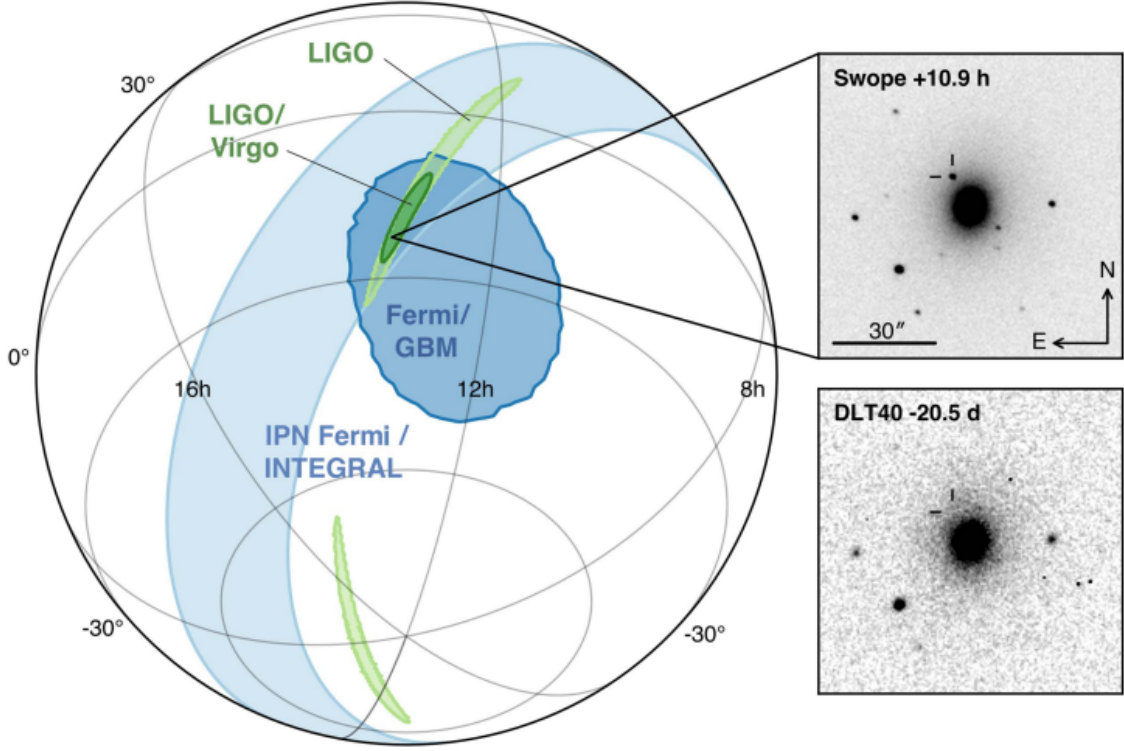 LIGO
30°
LIGO/
Virgo
Fermi/
GBM
0°
16h
12h
8h
IPN Fermi /
INTEGRAL
-30°
-30°
Swope +10.9 h
N
30"
E
DLT40 -20.5 d